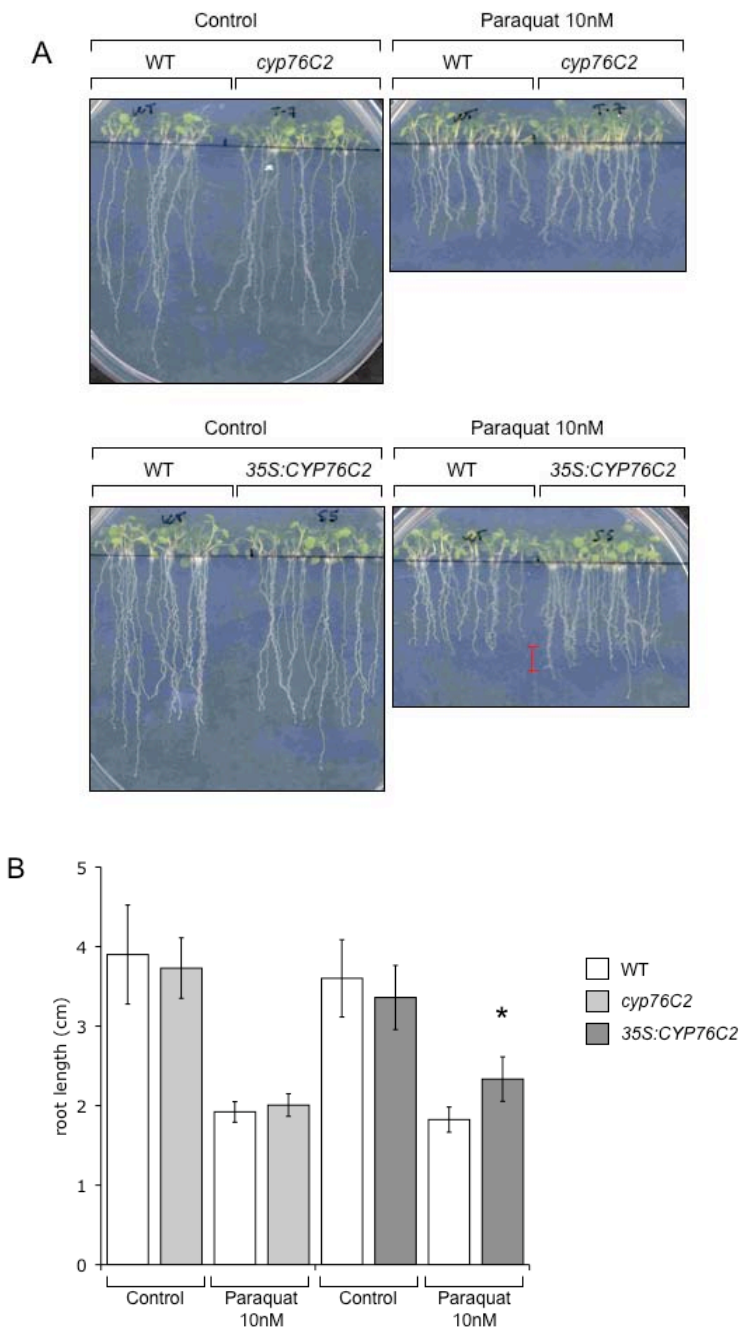 A
Control
Paraquat 10nM
WT
cyp76C2
WT
cyp76C2
WT
T-7
WT
T-7
Control
Paraquat 10nM
WT
35S:CYP76C2
WT
35S:CYP76C2
WT
WT
B
5
4
3
2
1
0
root length (cm)
*
WT
cyp76C2
35S:CYP76C2
Control
Paraquat
10nM
Control
Paraquat
10nM